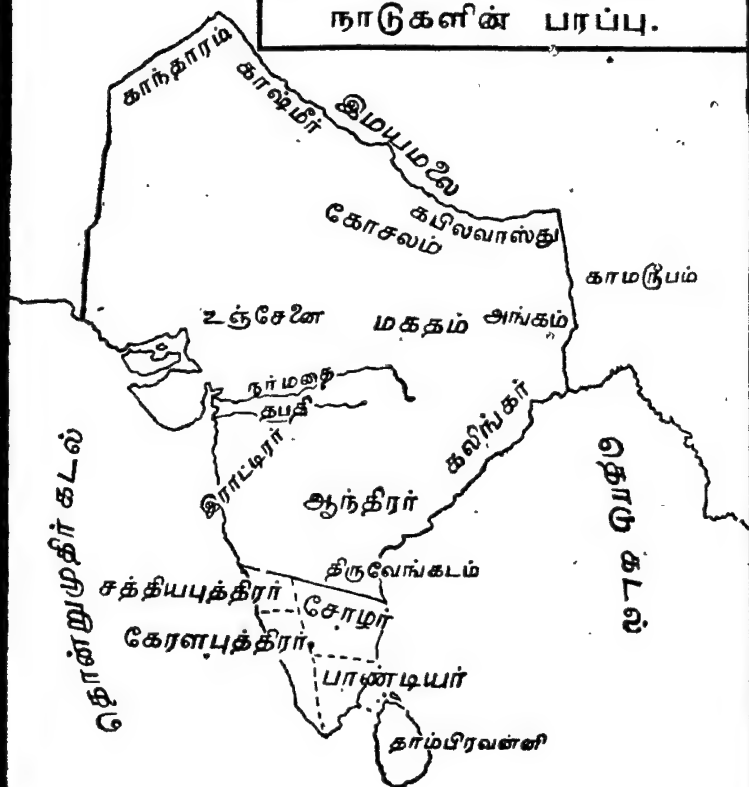 நாடுகளின் பரப்பு.
காந்தாரம்
காஷ்மீர்
இமயமலை
கோசலம்
கபிலவாஸ்து
காமரூபம்
உஞ்சேனை
மகதம்
அங்கம்
நர்மதை
தபதி
கலிங்கர்
இராட்டிரர்
ஆந்திரர்
தொன்றுமுதிர் கடல்
தொடு கடல்
திருவேங்கடம்
சத்தியபுத்திரர்
சோழர்
கேரளபுத்திரர்
பாண்டியர்
தாம்பிரவன்னி